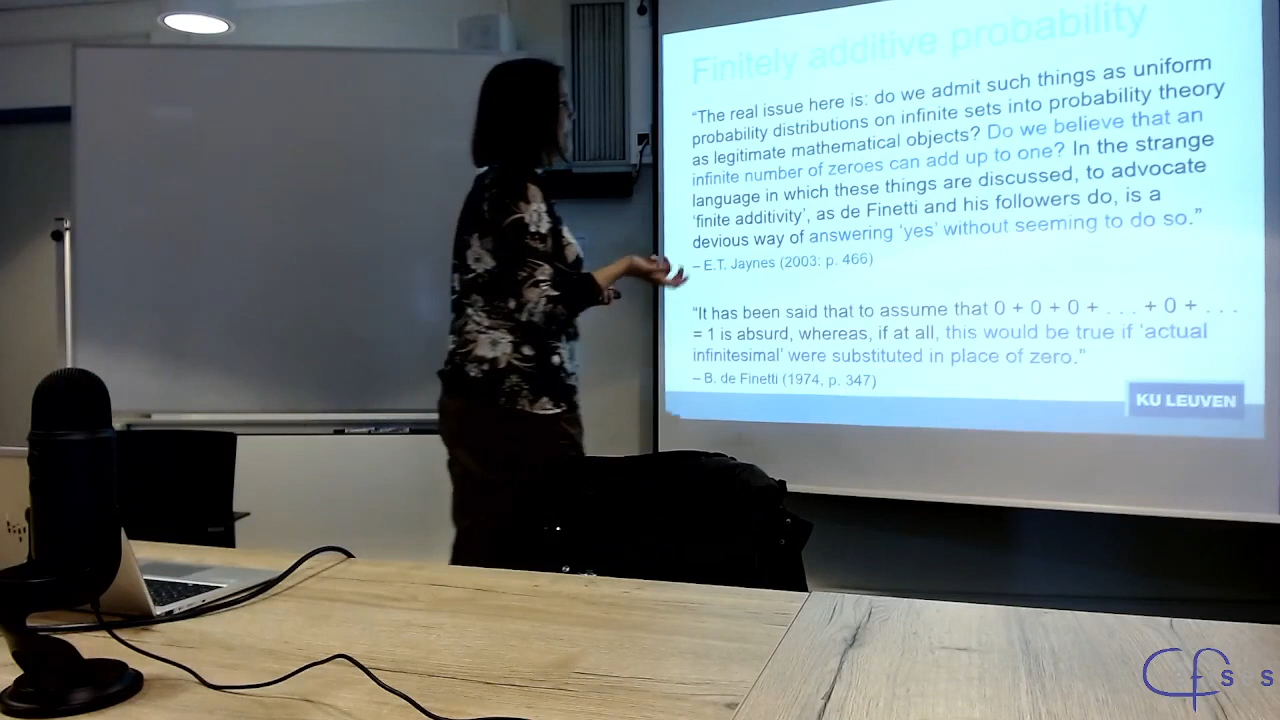 Finitely additive probability
“The real issue here is: do we admit such things as uniform
probability distributions on infinite sets into probability theory
as legitimate mathematical objects? Do we believe that an
infinite number of zeroes can add up to one? In the strange
language in which these things are discussed, to advocate
‘finite additivity’, as de Finetti and his followers do, is a
devious way of answering ‘yes’ without seeming to do so.”
– E.T. Jaynes (2003: p. 466)
“It has been said that to assume that 0 + 0 + 0 + . . . + 0 + . . .
= 1 is absurd, whereas, if at all, this would be true if ‘actual
infinitesimal’ were substituted in place of zero.”
– B. de Finetti (1974, p. 347)
KU LEUVEN
Cfs s